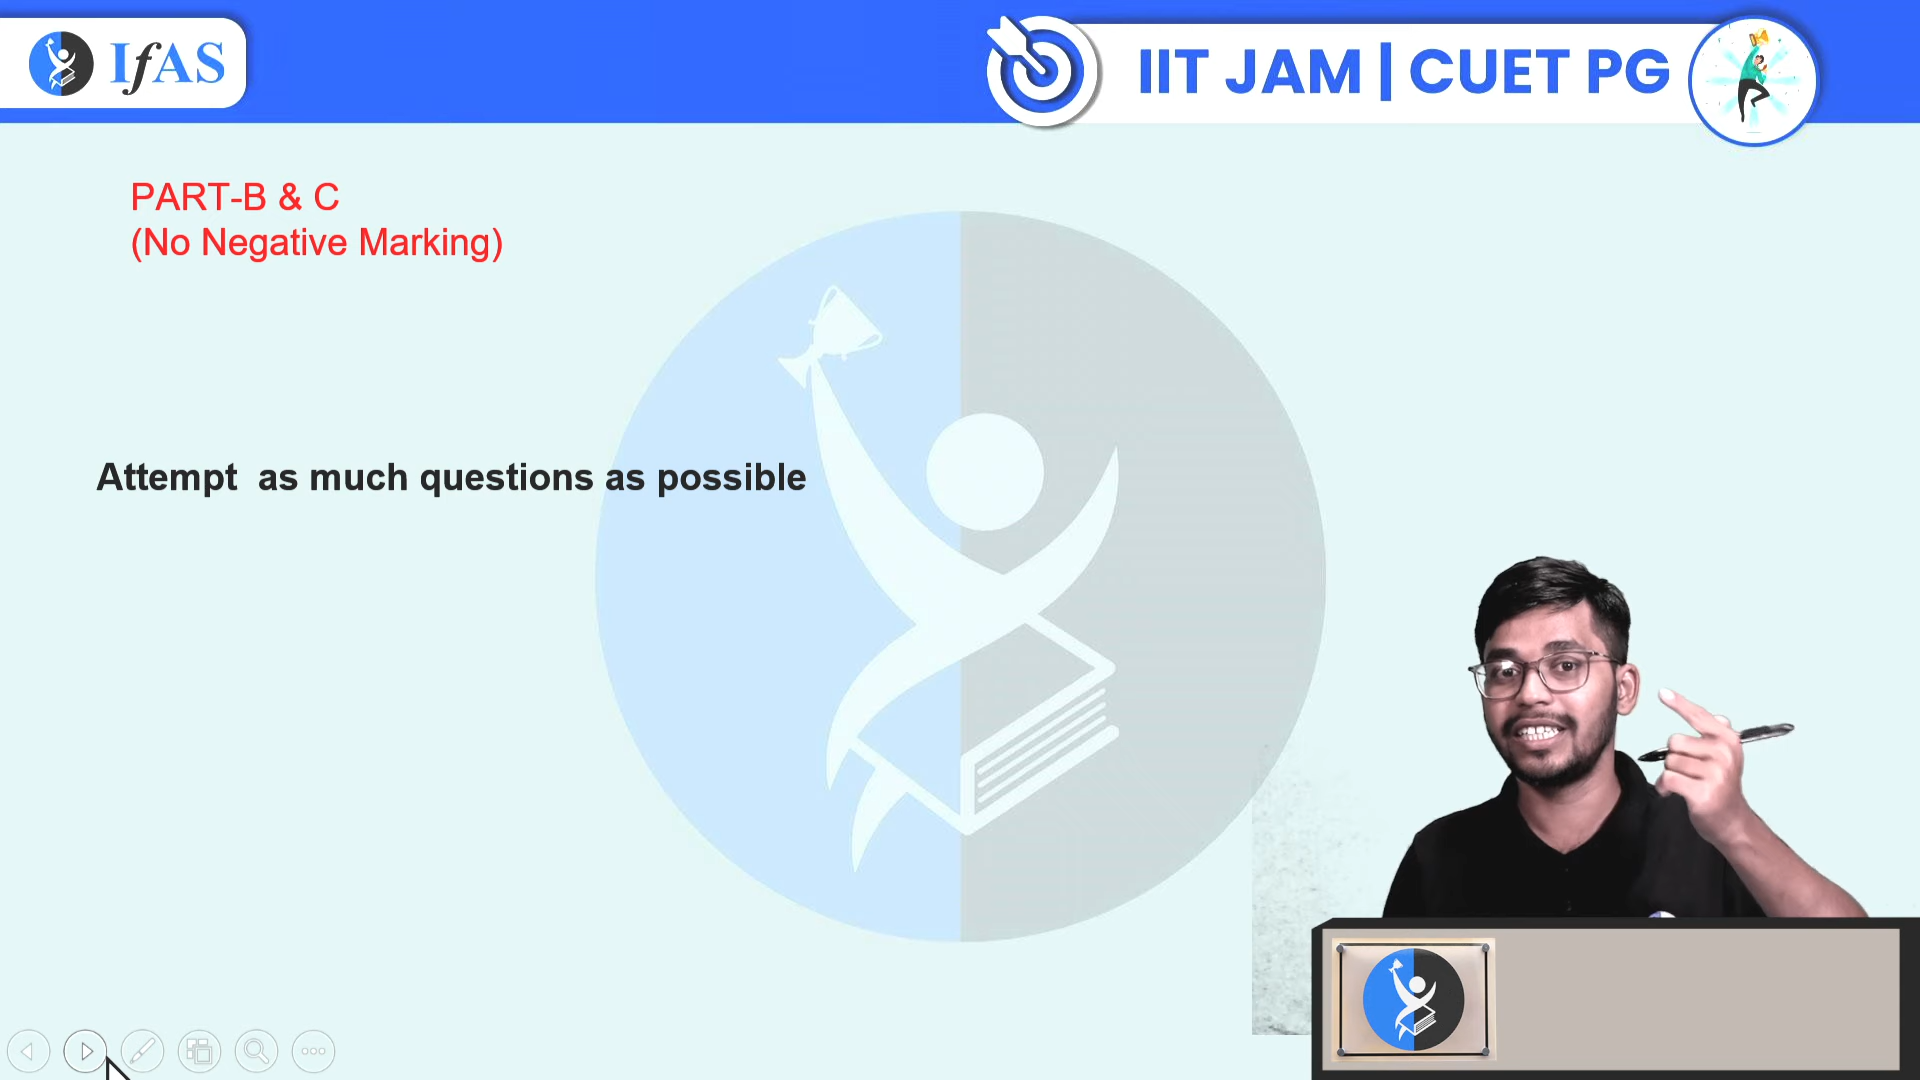 IfAS
IIT JAM | CUET PG
PART-B & C
(No Negative Marking)
Attempt  as much questions as possible